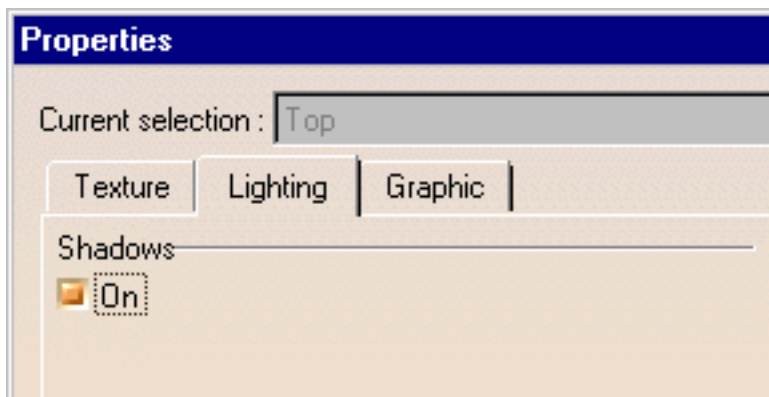 Properties
Current selection : Top
Texture Lighting Graphic
Shadows
On